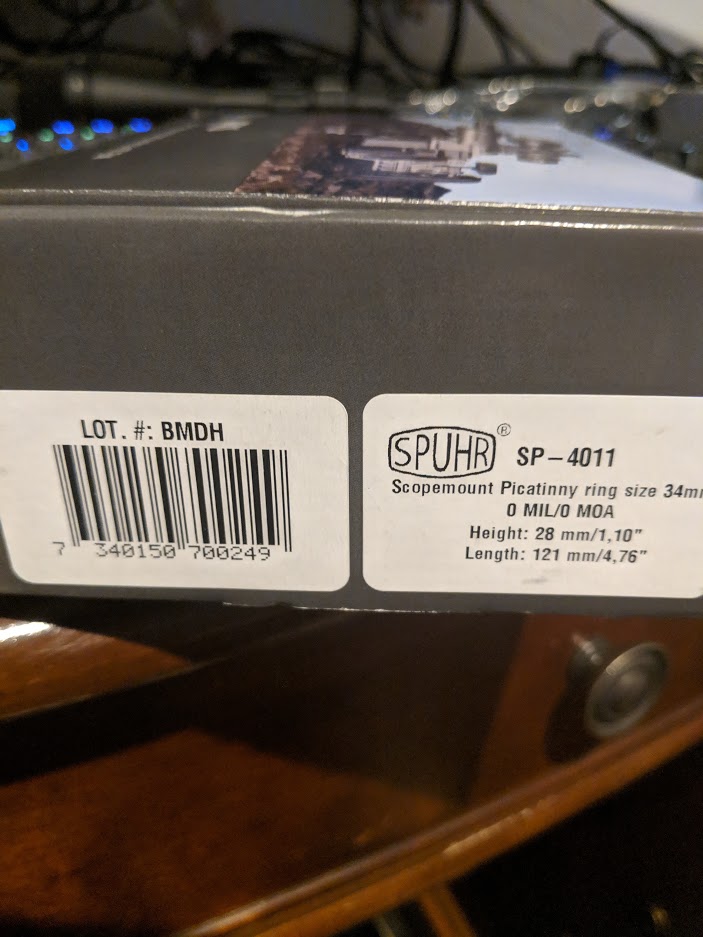 LOT. #: BMDH
7 340150 700249
SPUHR ® SP-4011
Scopemount Picatinny ring size 34mm
0 MIL/0 MOA
Height: 28 mm/1,10"
Length: 121 mm/4,76"